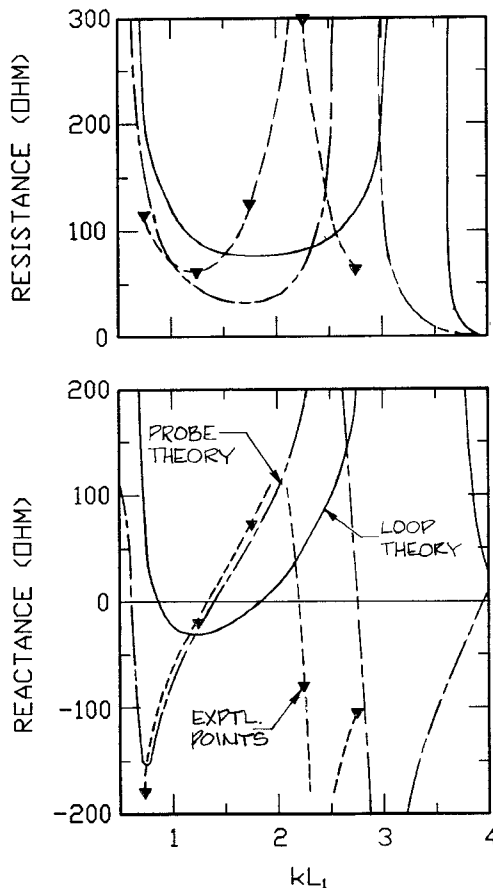 300
200
100
0
RESISTANCE (OHM)
200
100
0
-100
-200
REACTANCE (OHM)
PROBE
THEORY
LOOP
THEORY
EXPTL.
POINTS
1
2
3
4
kL₁